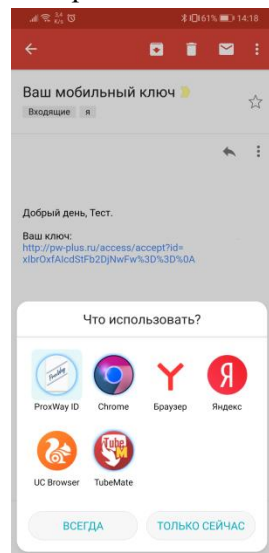 61% 14:18
Ваш мобильный ключ
Входящие я
Добрый день, Тест.
Ваш ключ:
http://pw-plus.ru/access/accept?id=
xIbrOxfAIcdStFb2DjNwFw%3D%3D%0A
Что использовать?
ProxWay ID Chrome Браузер Яндекс
UC Browser TubeMate
ВСЕГДА ТОЛЬКО СЕЙЧАС